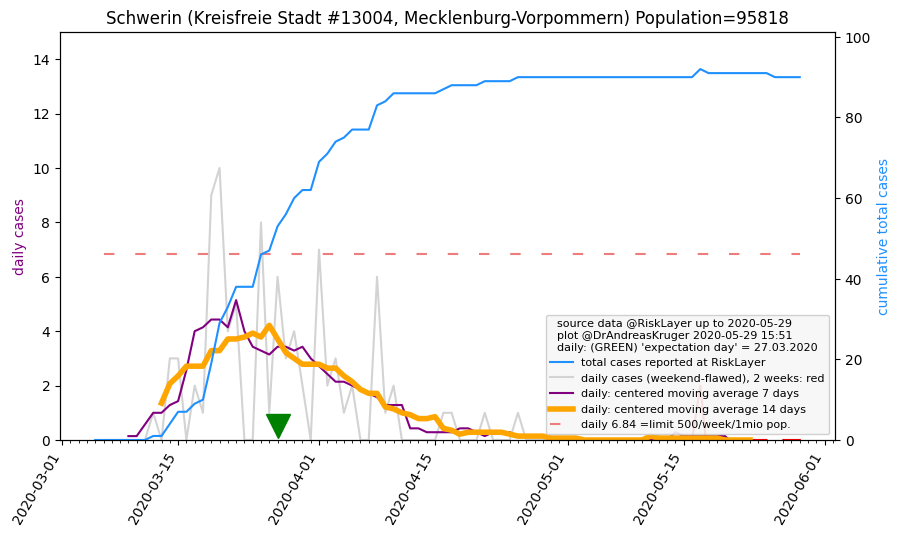 Schwerin (Kreisfreie Stadt #13004, Mecklenburg-Vorpommern) Population=95818
14
12
10
8
6
4
2
0
daily cases
100
80
60
40
20
0
cumulative total cases
source data @RiskLayer up to 2020-05-29
plot @DrAndreasKruger 2020-05-29 15:51
daily: (GREEN) 'expectation day' = 27.03.2020
total cases reported at RiskLayer
daily cases (weekend-flawed), 2 weeks: red
daily: centered moving average 7 days
daily: centered moving average 14 days
daily 6.84 =limit 500/week/1mio pop.
2020-03-01
2020-03-15
2020-04-01
2020-04-15
2020-05-01
2020-05-15
2020-06-01